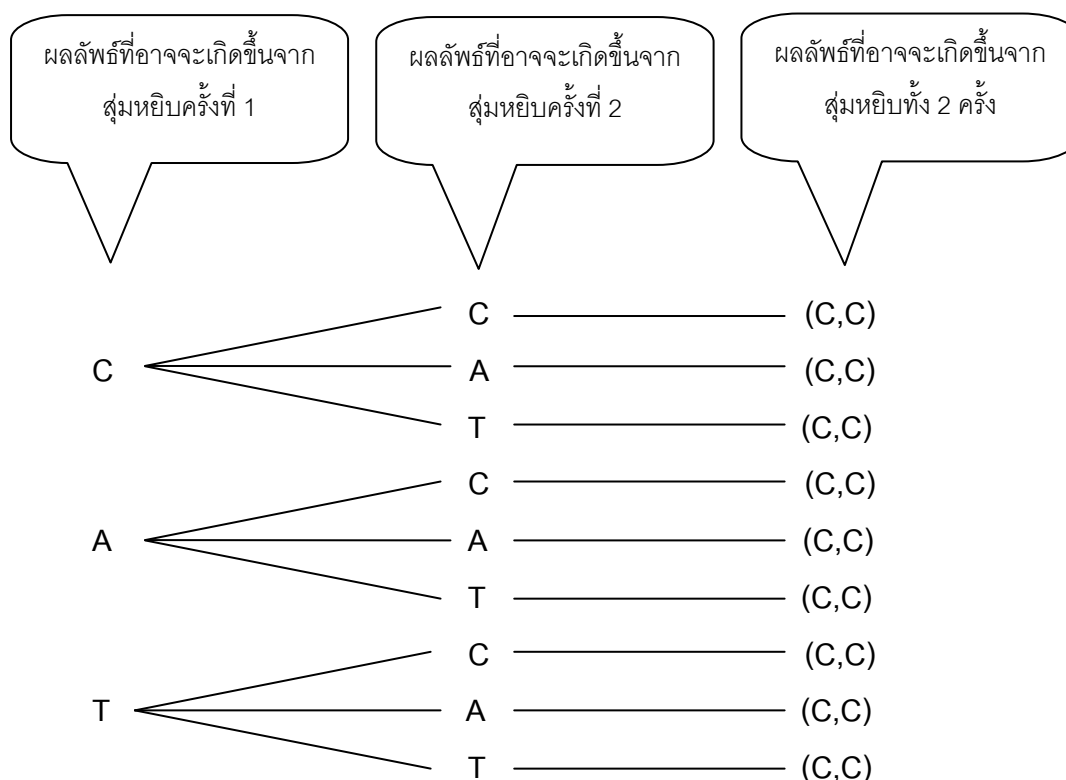 ผลลัพธ์ที่อาจจะเกิดขึ้นจาก
สุ่มหยิบครั้งที่ 1
ผลลัพธ์ที่อาจจะเกิดขึ้นจาก
สุ่มหยิบครั้งที่ 2
ผลลัพธ์ที่อาจจะเกิดขึ้นจาก
สุ่มหยิบทั้ง 2 ครั้ง
C
C
(C,C)
A
(C,C)
T
(C,C)
A
C
(C,C)
A
(C,C)
T
(C,C)
T
C
(C,C)
A
(C,C)
T
(C,C)